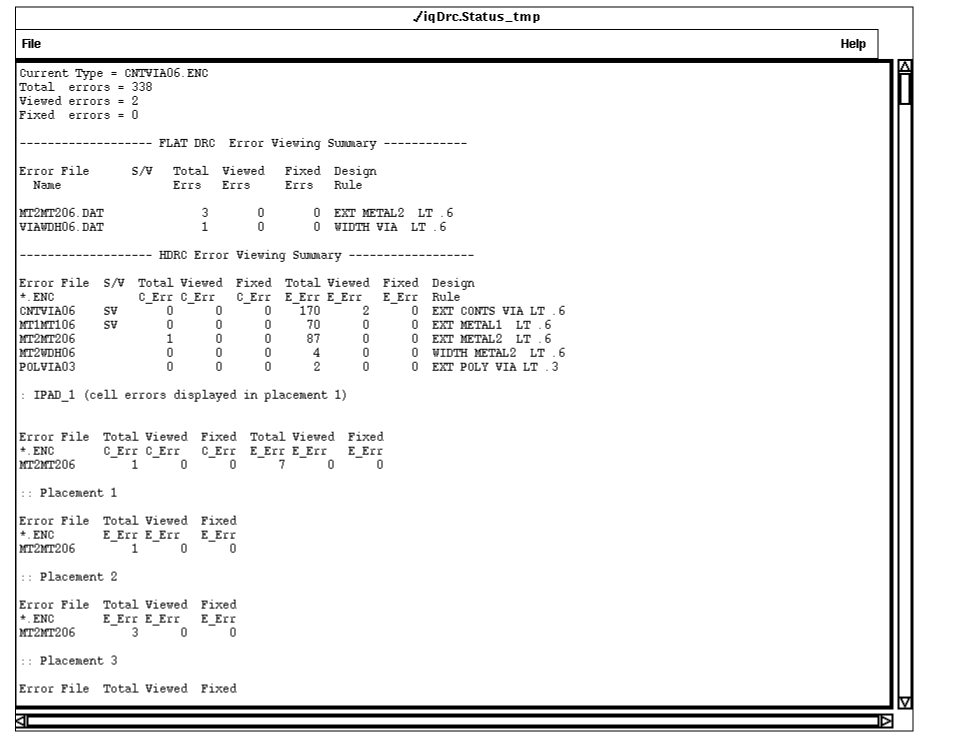 ./iqDrc.Status_tmp
File Help
Current Type = CNTVIA06.ENC
Total  errors = 338
Viewed errors = 2
Fixed  errors = 0
------------------- FLAT DRC  Error Viewing Summary ------------
Error File      S/V   Total  Viewed   Fixed  Design
  Name                Errs   Errs     Errs   Rule
MT2MT206.DAT              3       0       0  EXT METAL2  LT .6
VIAWDH06.DAT              1       0       0  WIDTH VIA  LT .6
------------------- HDRC Error Viewing Summary ------------------
Error File  S/V  Total Viewed  Fixed  Total Viewed  Fixed  Design
*.ENC            C_Err C_Err   C_Err  E_Err E_Err   E_Err  Rule
CNTVIA06    SV       0      0      0    170      2      0  EXT CONTS VIA LT .6
MT1MT106    SV       0      0      0     70      0      0  EXT METAL1  LT .6
MT2MT206             1      0      0     87      0      0  EXT METAL2  LT .6
MT2WDH06             0      0      0      4      0      0  WIDTH METAL2  LT .6
POLVIA03             0      0      0      2      0      0  EXT POLY VIA LT .3
: IPAD_1 (cell errors displayed in placement 1)
Error File  Total Viewed  Fixed  Total Viewed  Fixed
*.ENC       C_Err C_Err   C_Err  E_Err E_Err   E_Err
MT2MT206        1      0      0      7      0      0
:: Placement 1
Error File  Total Viewed  Fixed
*.ENC       E_Err E_Err   E_Err
MT2MT206        1      0      0
:: Placement 2
Error File  Total Viewed  Fixed
*.ENC       E_Err E_Err   E_Err
MT2MT206        3      0      0
:: Placement 3
Error File  Total Viewed  Fixed